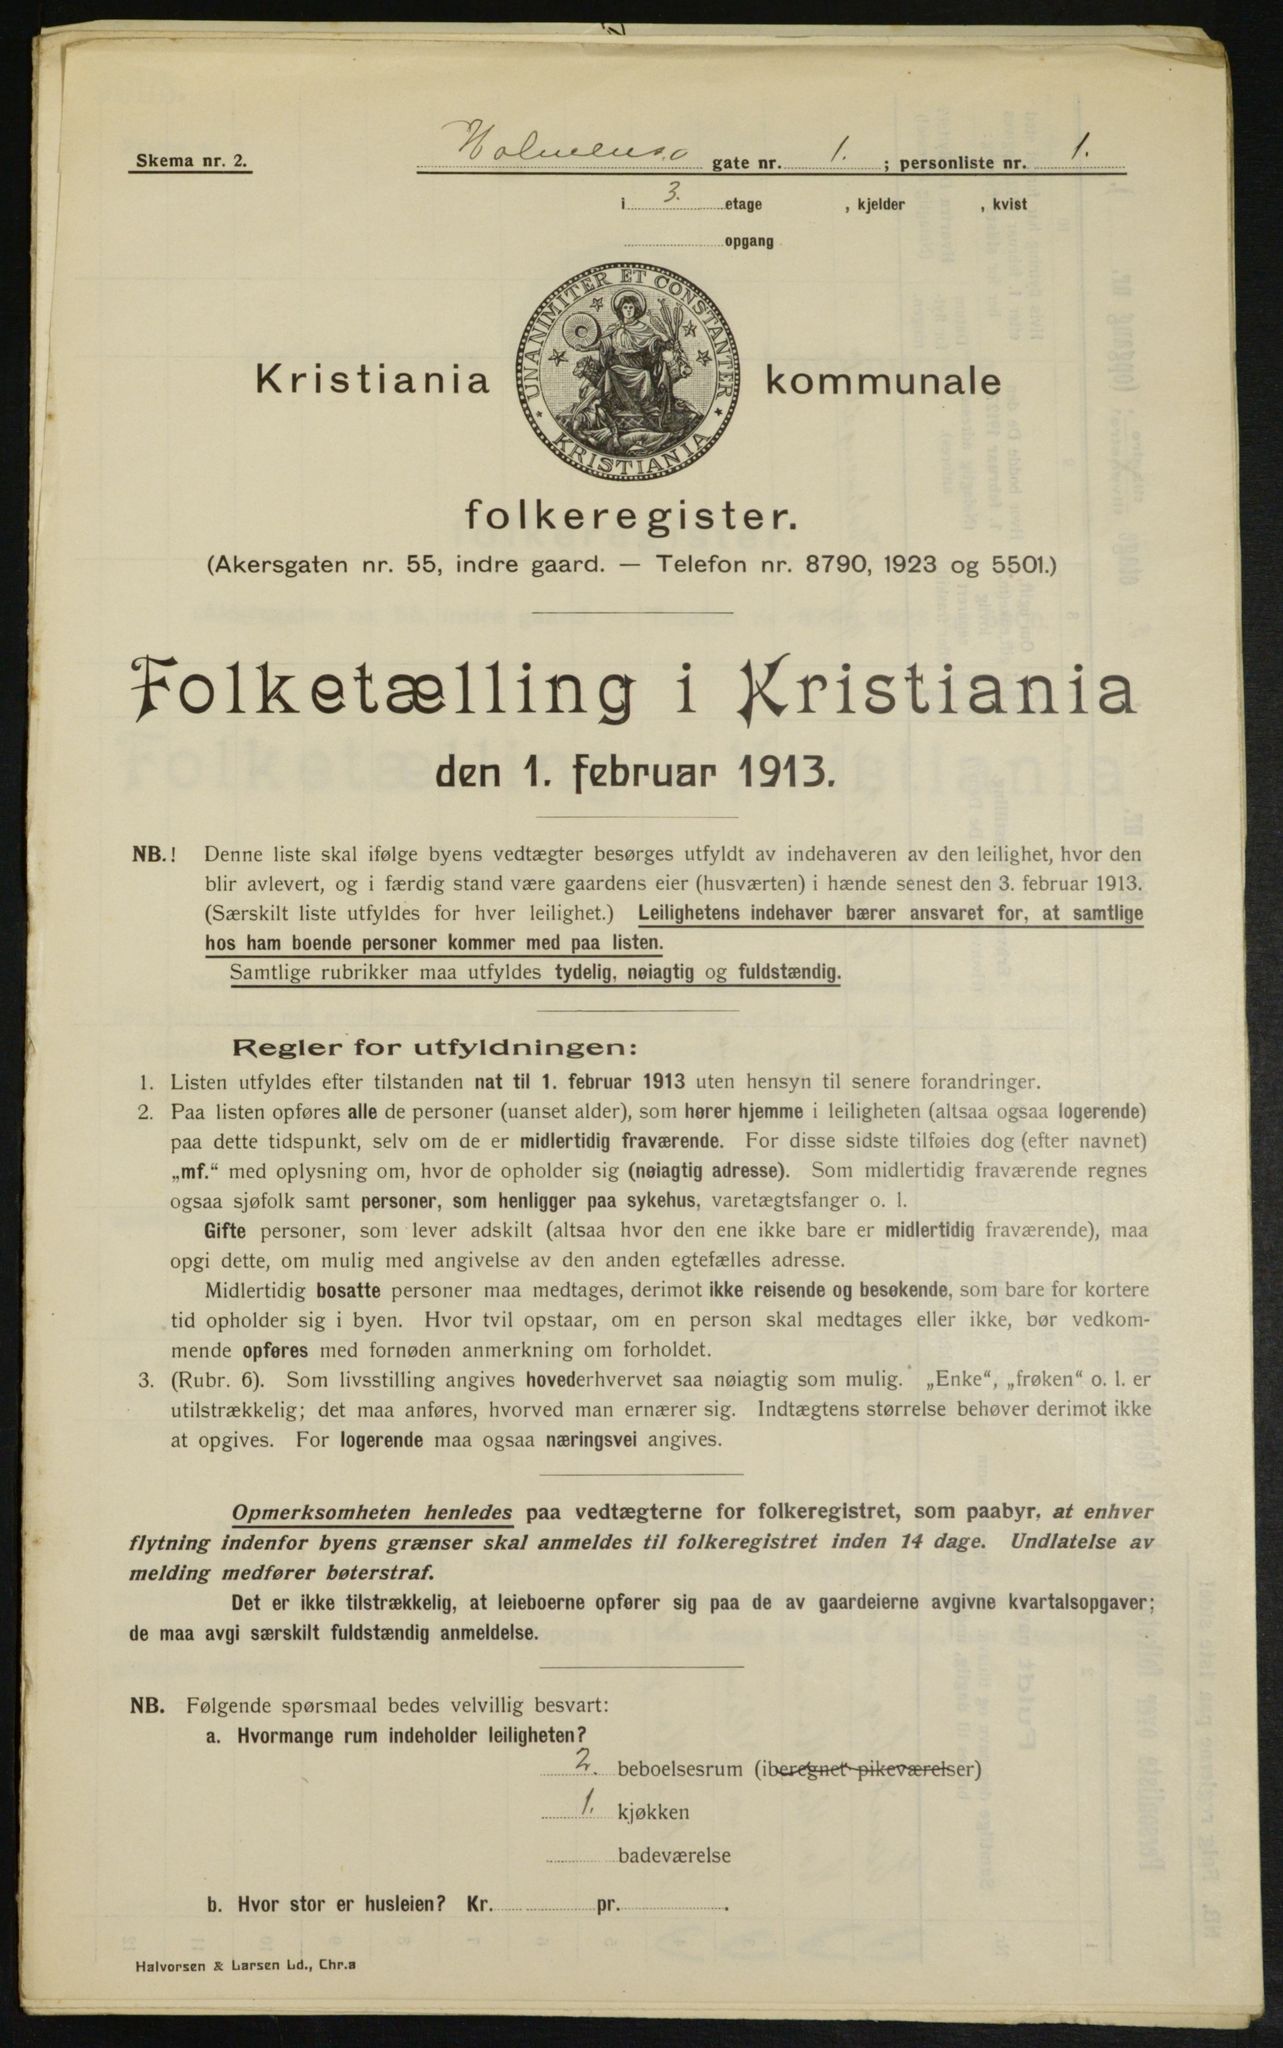 Skema nr. 2.
Holmens gate nr. 1. ; personliste nr. 1.
i 3. etage , kjelder , kvist
opgang
UNANIMITER ET CONSTANTER
KRISTIANIA
Kristiania kommunale
folkeregister.
(Akersgaten nr. 55, indre gaard. — Telefon nr. 8790, 1923 og 5501.)
Folketælling i Kristiania
den 1. februar 1913.
NB.! Denne liste skal ifølge byens vedtægter besørges utfyldt av indehaveren av den leilighet, hvor den
blir avlevert, og i færdig stand være gaardens eier (husværten) i hænde senest den 3. februar 1913.
(Særskilt liste utfyldes for hver leilighet.) Leilighetens indehaver bærer ansvaret for, at samtlige
hos ham boende personer kommer med paa listen.
Samtlige rubrikker maa utfyldes tydelig, nøiagtig og fuldstændig.
Regler for utfyldningen:
1. Listen utfyldes efter tilstanden nat til 1. februar 1913 uten hensyn til senere forandringer.
2. Paa listen opføres alle de personer (uanset alder), som hører hjemme i leiligheten (altsaa ogsaa logerende)
paa dette tidspunkt, selv om de er midlertidig fraværende. For disse sidste tilføies dog (efter navnet)
„mf.“ med oplysning om, hvor de opholder sig (nøiagtig adresse). Som midlertidig fraværende regnes
ogsaa sjøfolk samt personer, som henligger paa sykehus, varetægtsfanger o. l.
Gifte personer, som lever adskilt (altsaa hvor den ene ikke bare er midlertidig fraværende), maa
opgi dette, om mulig med angivelse av den anden egtefælles adresse.
Midlertidig bosatte personer maa medtages, derimot ikke reisende og besøkende, som bare for kortere
tid opholder sig i byen. Hvor tvil opstaar, om en person skal medtages eller ikke, bør vedkom-
mende opføres med fornøden anmerkning om forholdet.
3. (Rubr. 6). Som livsstilling angives hovederhvervet saa nøiagtig som mulig. „Enke“, „frøken“ o. l. er
utilstrækkelig; det maa anføres, hvorved man ernærer sig. Indtægtens størrelse behøver derimot ikke
at opgives. For logerende maa ogsaa næringsvei angives.
Opmerksomheten henledes paa vedtægterne for folkeregistret, som paabyr, at enhver
flytning indenfor byens grænser skal anmeldes til folkeregistret inden 14 dage. Undlatelse av
melding medfører bøterstraf.
Det er ikke tilstrækkelig, at leieboerne opfører sig paa de av gaardeierne avgivne kvartalsopgaver;
de maa avgi særskilt fuldstændig anmeldelse.
NB. Følgende spørsmaal bedes velvillig besvart:
a. Hvormange rum indeholder leiligheten?
2. beboelsesrum (iberegnet pikeværelser)
1. kjøkken
badeværelse
b. Hvor stor er husleien? Kr. pr. .
Halvorsen & Larsen Ld., Chr.a